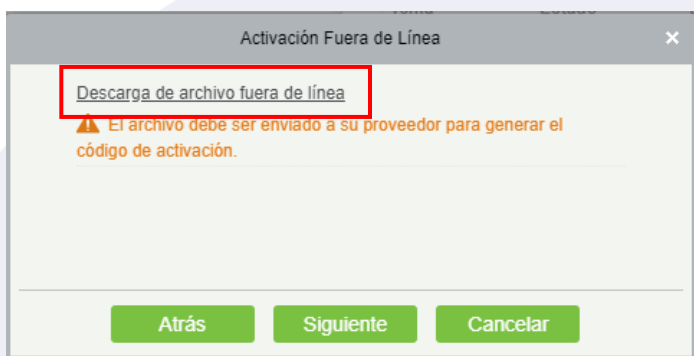 Activación Fuera de Línea
×
Descarga de archivo fuera de línea
El archivo debe ser enviado a su proveedor para generar el
código de activación.
Atrás Siguiente Cancelar